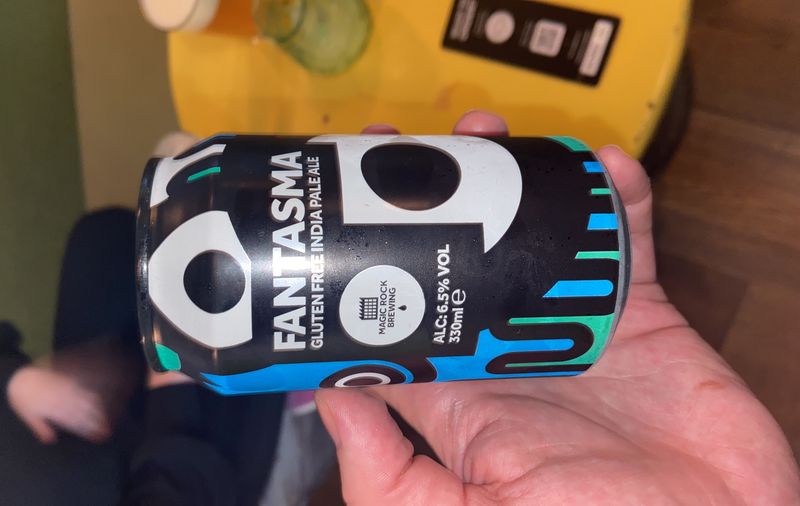 FANTASMA
GLUTEN FREE INDIA PALE ALE
MAGIC ROCK
BREWING
ALC: 6.5% VOL
330ml ℮